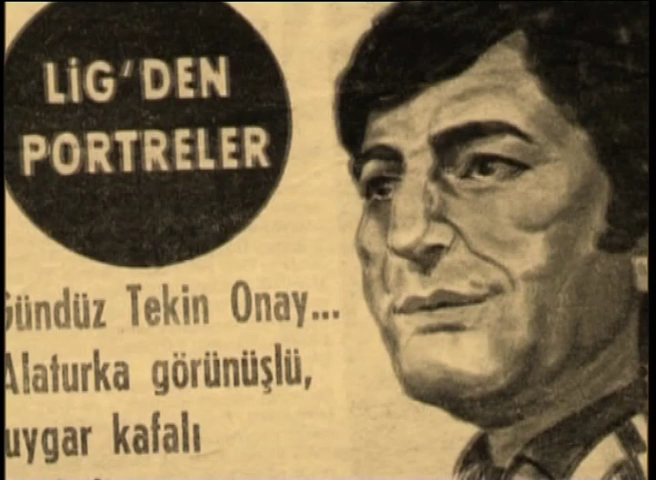 LİG'DEN
PORTRELER
Gündüz Tekin Onay...
Alaturka görünüşlü,
uygar kafalı